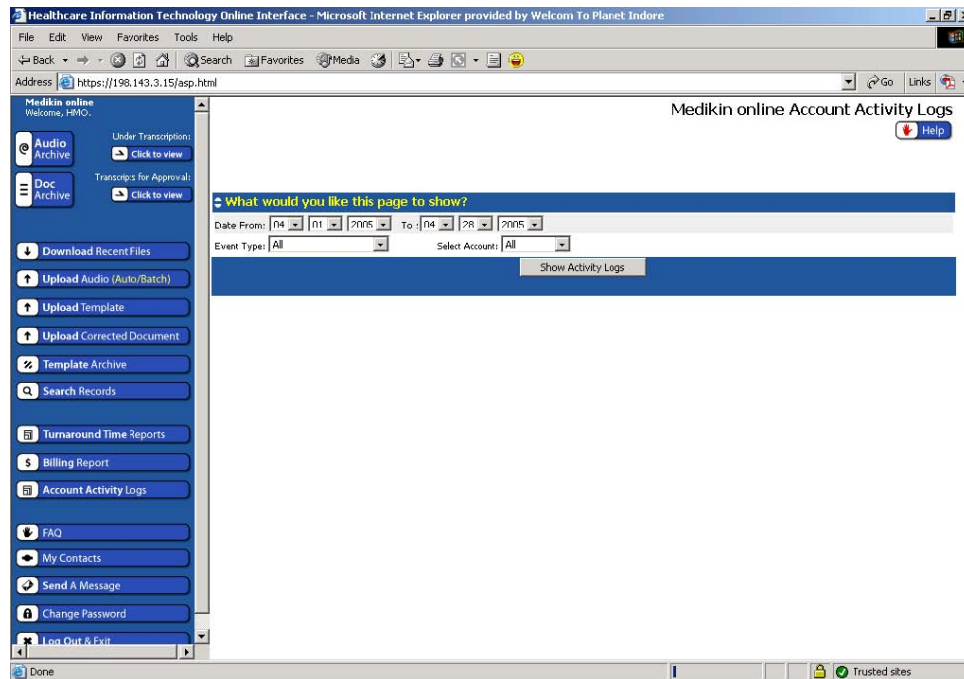 Healthcare Information Technology Online Interface - Microsoft Internet Explorer provided by Welcom To Planet Indore
File Edit View Favorites Tools Help
Back Search Favorites Media
Address https://198.143.3.15/asp.html Go Links
Medikin online
Welcome, HMO.
Medikin online Account Activity Logs
Help
Audio Archive
Under Transcription:
Click to view
Doc Archive
Transcripts for Approval:
Click to view
What would you like this page to show?
Date From: 04 01 2005 To : 04 28 2005
Event Type: All Select Account: All
Show Activity Logs
Download Recent Files
Upload Audio (Auto/Batch)
Upload Template
Upload Corrected Document
Template Archive
Search Records
Turnaround Time Reports
$ Billing Report
Account Activity Logs
FAQ
My Contacts
Send A Message
Change Password
Log Out & Exit
Done Trusted sites